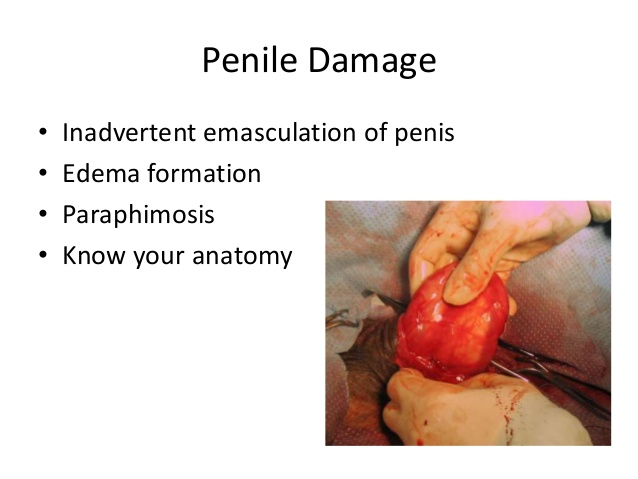 Penile Damage
• Inadvertent emasculation of penis
• Edema formation
• Paraphimosis
• Know your anatomy